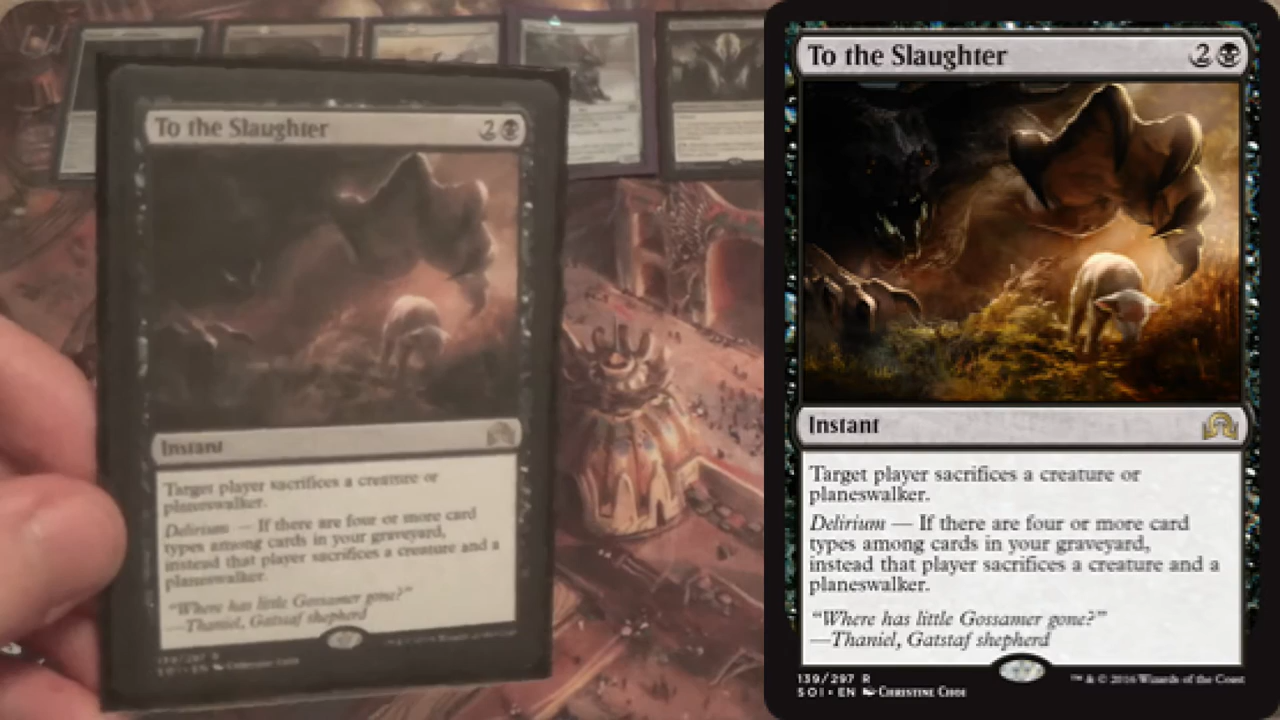 To the Slaughter 2
Instant
Target player sacrifices a creature or
planeswalker.
Delirium — If there are four or more card
types among cards in your graveyard,
instead that player sacrifices a creature and a
planeswalker.
"Where has little Gossamer gone?"
—Thaniel, Gatstaf shepherd
To the Slaughter 2
Instant
Target player sacrifices a creature or
planeswalker.
Delirium — If there are four or more card
types among cards in your graveyard,
instead that player sacrifices a creature and a
planeswalker.
"Where has little Gossamer gone?"
—Thaniel, Gatstaf shepherd
139/297 R
SOI • EN Christine Choi
™ & © 2016 Wizards of the Coast